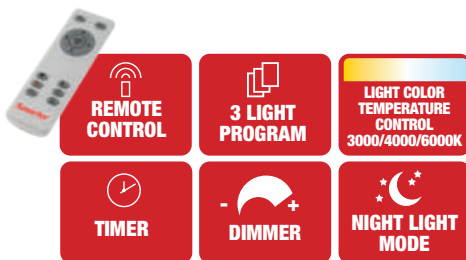 REMOTE
CONTROL
3 LIGHT
PROGRAM
LIGHT COLOR
TEMPERATURE
CONTROL
3000/4000/6000K
TIMER
- +
DIMMER
NIGHT LIGHT
MODE